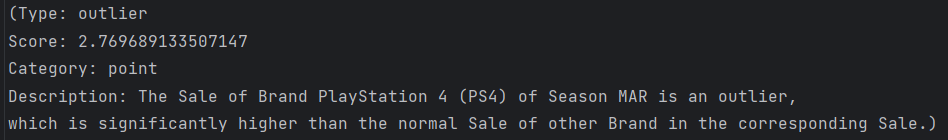 (Type: outlier
Score: 2.769689133507147
Category: point
Description: The Sale of Brand PlayStation 4 (PS4) of Season MAR is an outlier,
which is significantly higher than the normal Sale of other Brand in the corresponding Sale.)